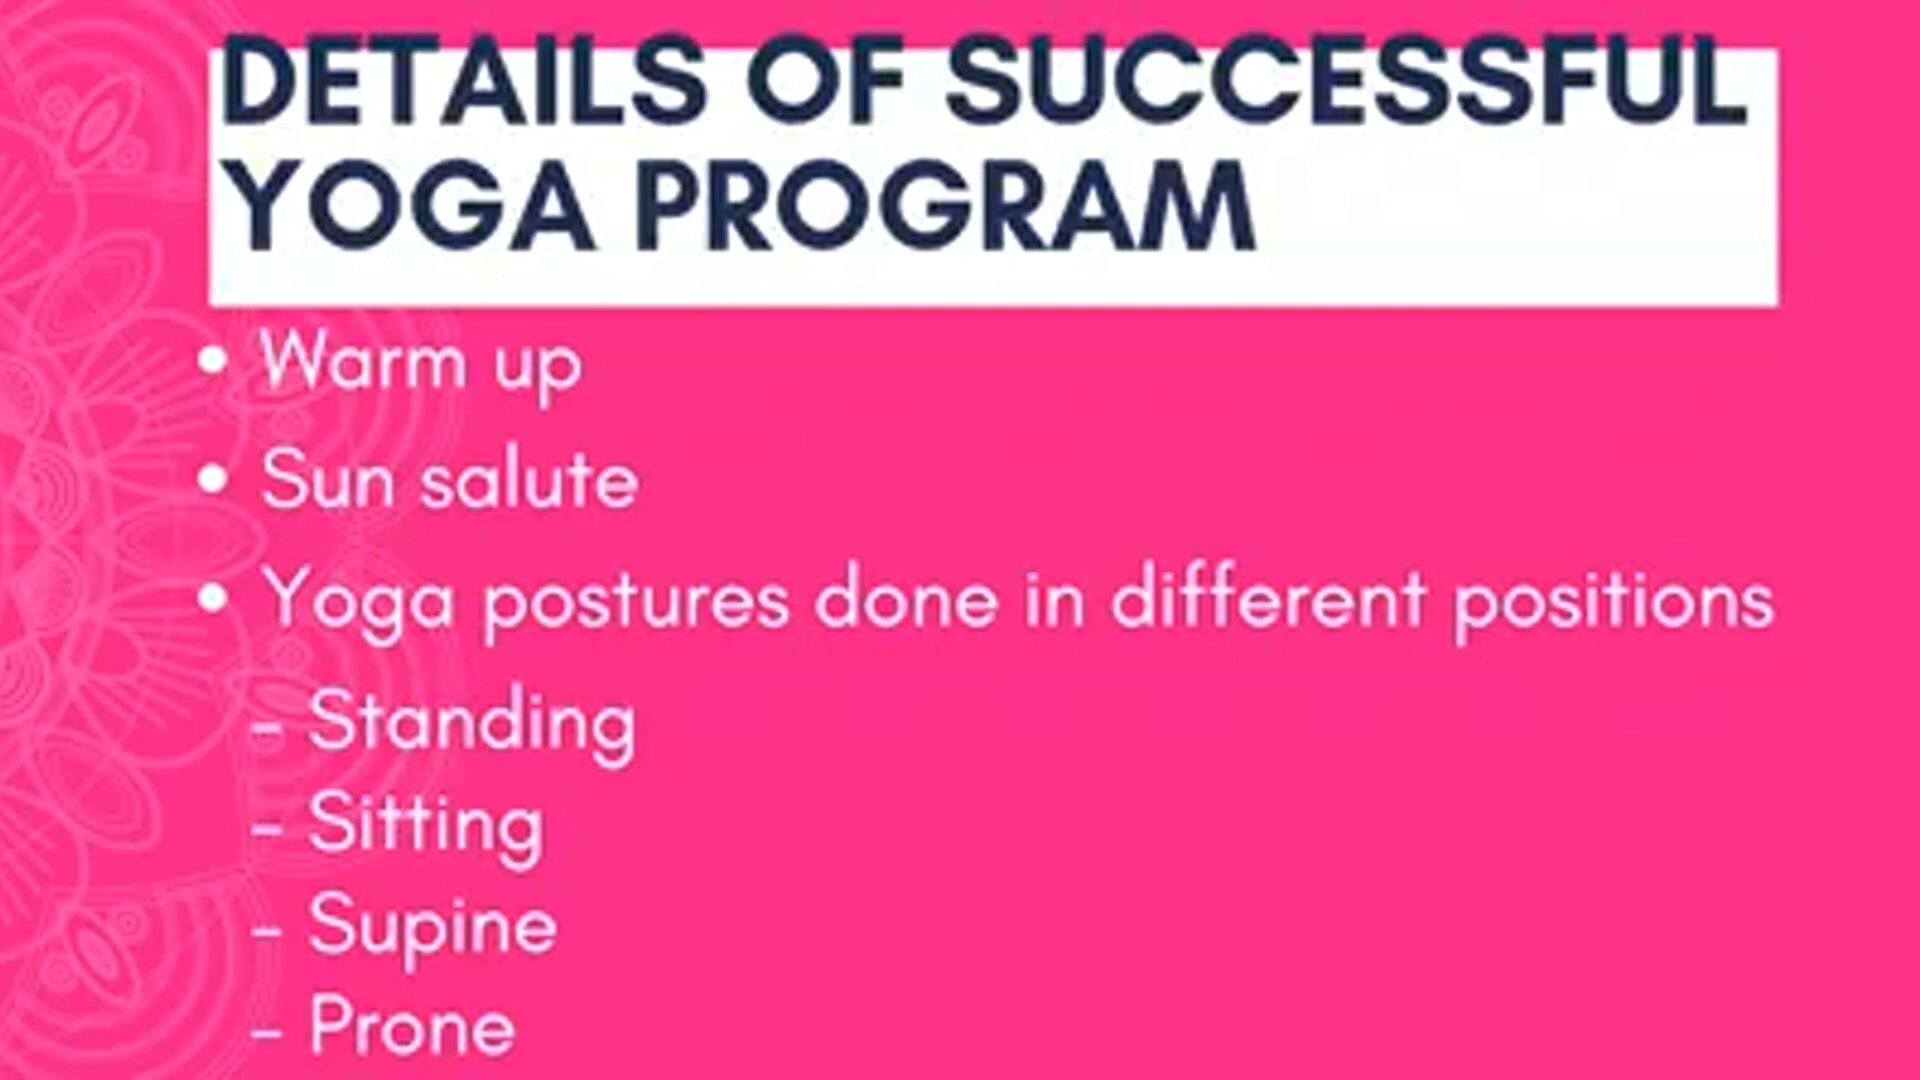 DETAILS OF SUCCESSFUL
YOGA PROGRAM
• Warm up
• Sun salute
• Yoga postures done in different positions
- Standing
- Sitting
- Supine
- Prone